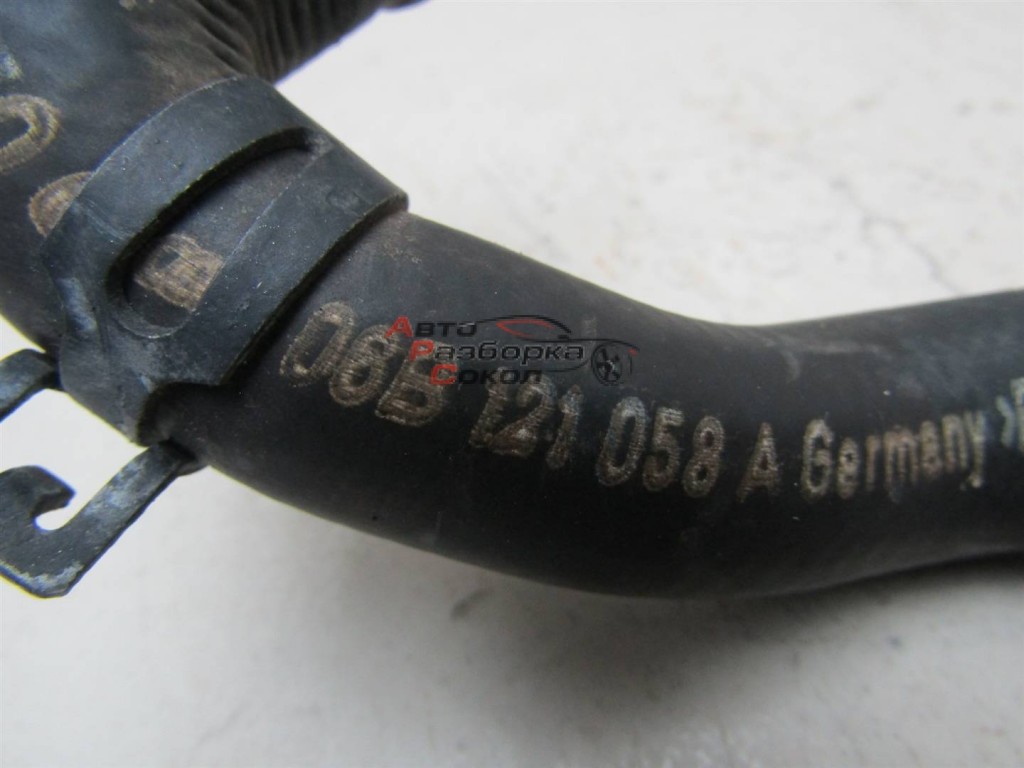 Авто
Разборка
Сокол
06B 121 058 A Germany